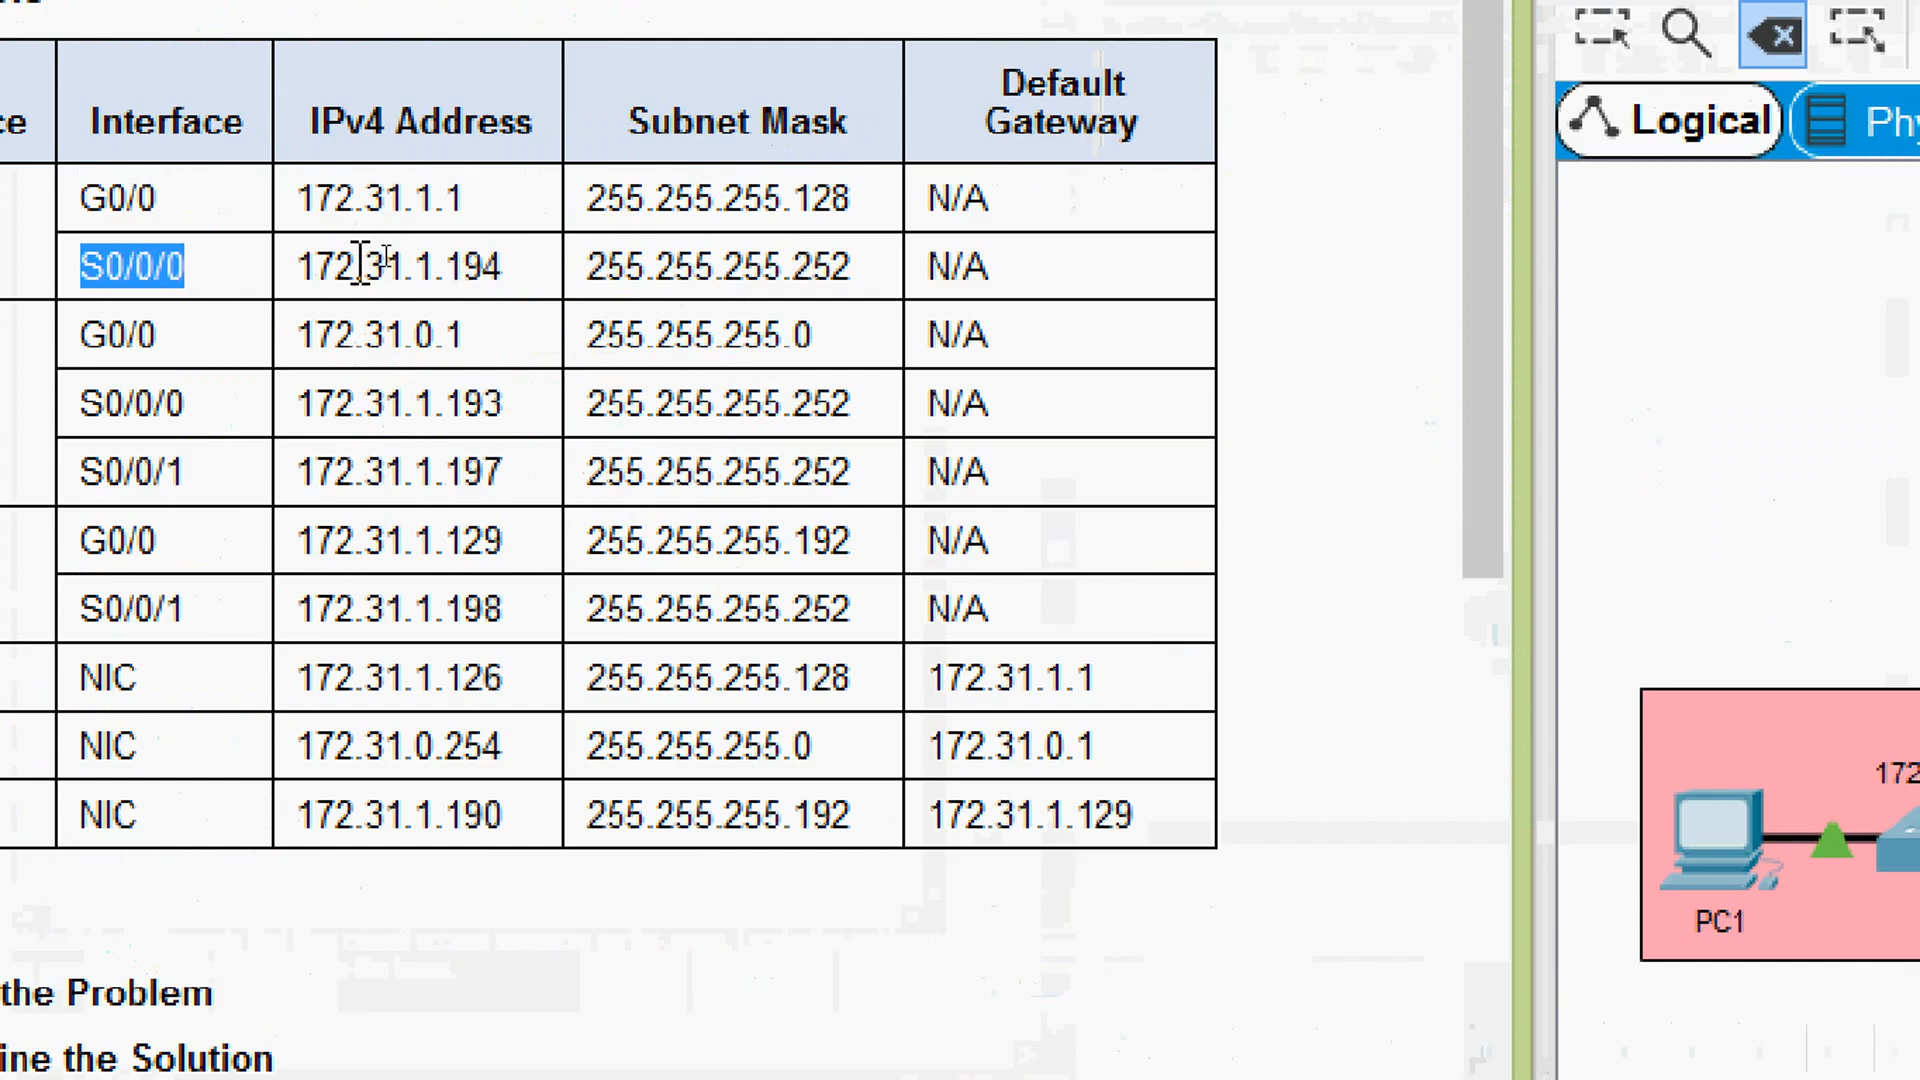 ce Interface IPv4 Address Subnet Mask Default Gateway
G0/0 172.31.1.1 255.255.255.128 N/A
S0/0/0 172.31.1.194 255.255.255.252 N/A
G0/0 172.31.0.1 255.255.255.0 N/A
S0/0/0 172.31.1.193 255.255.255.252 N/A
S0/0/1 172.31.1.197 255.255.255.252 N/A
G0/0 172.31.1.129 255.255.255.192 N/A
S0/0/1 172.31.1.198 255.255.255.252 N/A
NIC 172.31.1.126 255.255.255.128 172.31.1.1
NIC 172.31.0.254 255.255.255.0 172.31.0.1
NIC 172.31.1.190 255.255.255.192 172.31.1.129
the Problem
ine the Solution
Logical Phy
172
PC1